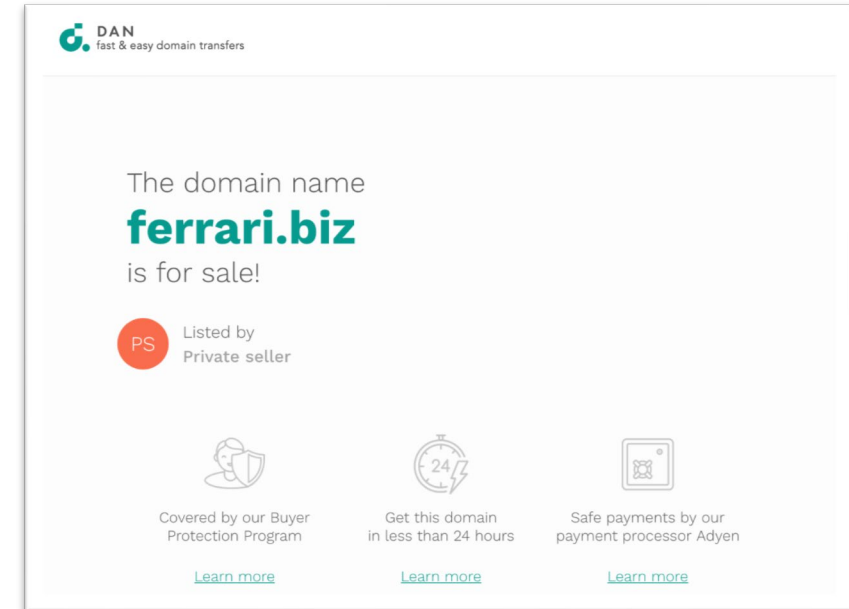 DAN
fast & easy domain transfers
The domain name
ferrari.biz
is for sale!
PS
Listed by
Private seller
24
Covered by our Buyer
Protection Program
Learn more
Get this domain
in less than 24 hours
Learn more
Safe payments by our
payment processor Adyen
Learn more